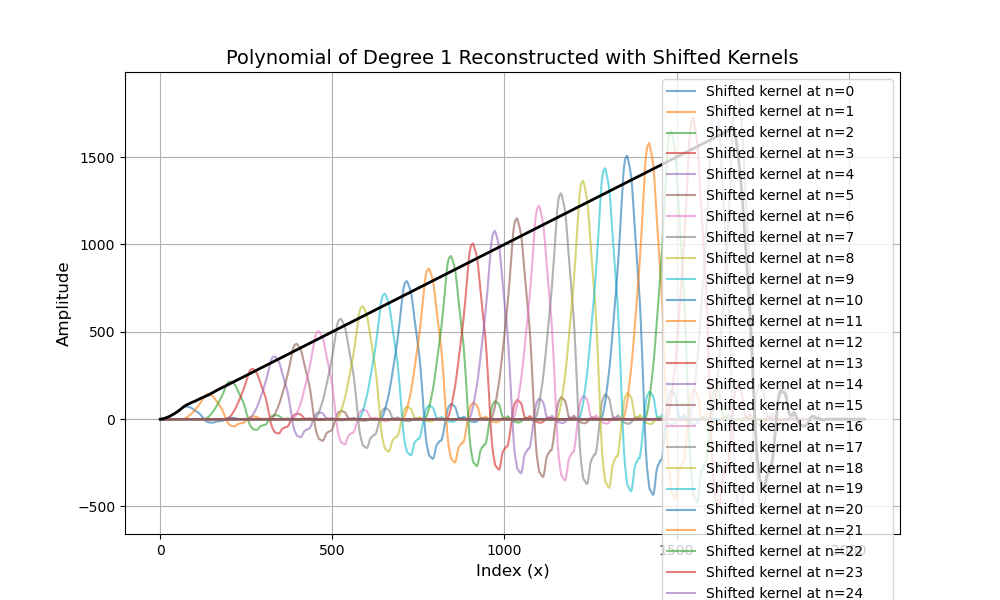 Polynomial of Degree 1 Reconstructed with Shifted Kernels
Amplitude
1500
1000
500
0
−500
0
500
1000
1500
2000
Index (x)
Shifted kernel at n=0
Shifted kernel at n=1
Shifted kernel at n=2
Shifted kernel at n=3
Shifted kernel at n=4
Shifted kernel at n=5
Shifted kernel at n=6
Shifted kernel at n=7
Shifted kernel at n=8
Shifted kernel at n=9
Shifted kernel at n=10
Shifted kernel at n=11
Shifted kernel at n=12
Shifted kernel at n=13
Shifted kernel at n=14
Shifted kernel at n=15
Shifted kernel at n=16
Shifted kernel at n=17
Shifted kernel at n=18
Shifted kernel at n=19
Shifted kernel at n=20
Shifted kernel at n=21
Shifted kernel at n=22
Shifted kernel at n=23
Shifted kernel at n=24